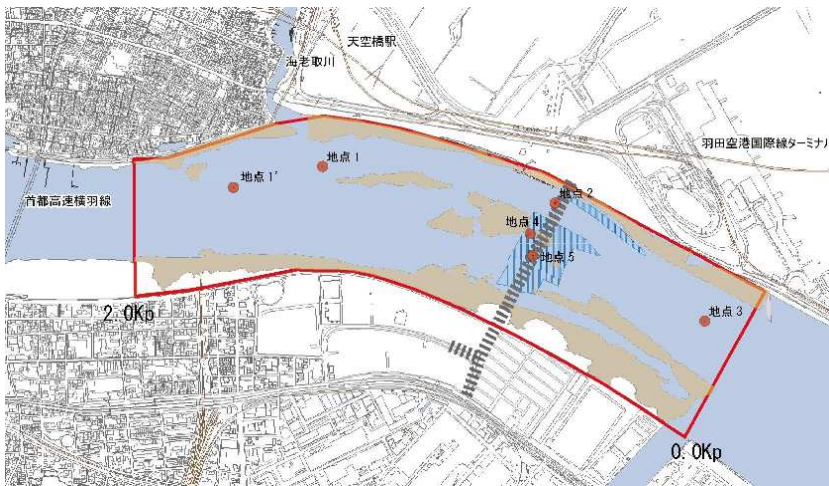 天空橋駅
海老取川
羽田空港国際線ターミナル
地点 1
地点 1'
地点 2
首都高速横羽線
地点 4
地点 5
地点 3
2.0Kp
0.0Kp